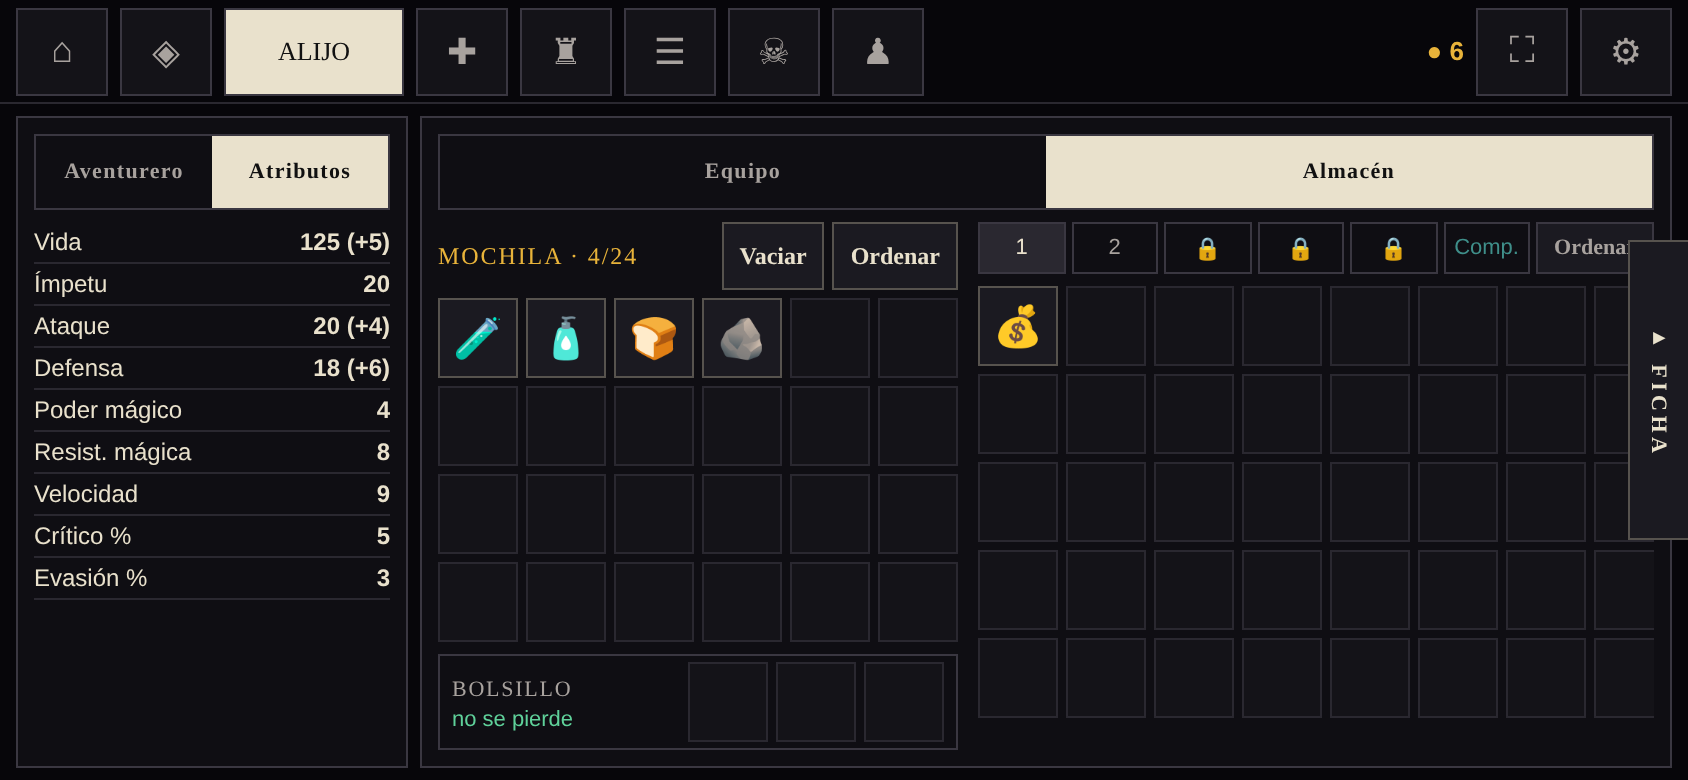 ALIJO
6
Aventurero
Atributos
Vida 125 (+5)
Ímpetu 20
Ataque 20 (+4)
Defensa 18 (+6)
Poder mágico 4
Resist. mágica 8
Velocidad 9
Crítico % 5
Evasión % 3
Equipo
Almacén
MOCHILA · 4/24
Vaciar
Ordenar
BOLSILLO
no se pierde
1
2
Comp.
Ordenar
FICHA